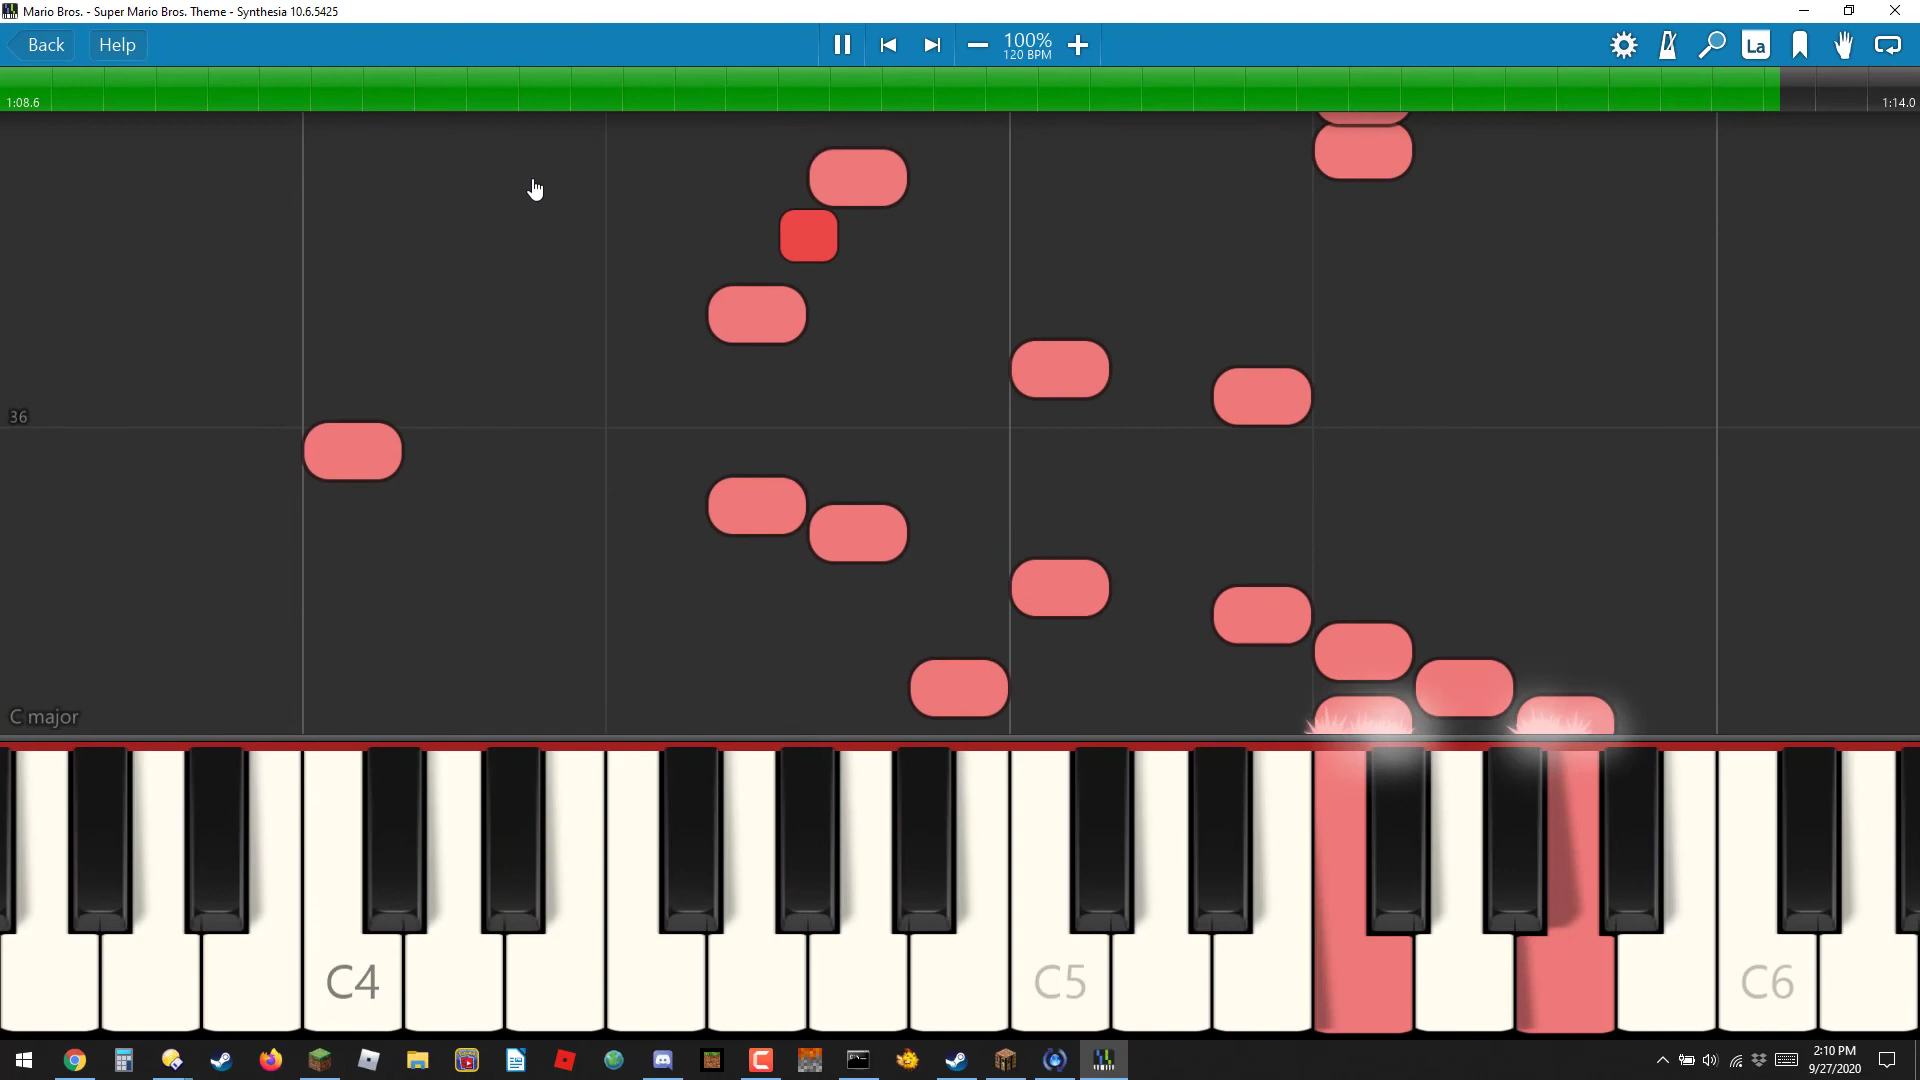 Mario Bros. - Super Mario Bros. Theme - Synthesia 10.6.5425
Back
Help
100%
120 BPM
La
1:08.6
1:14.0
36
C major
C4
C5
C6
2:10 PM
9/27/2020